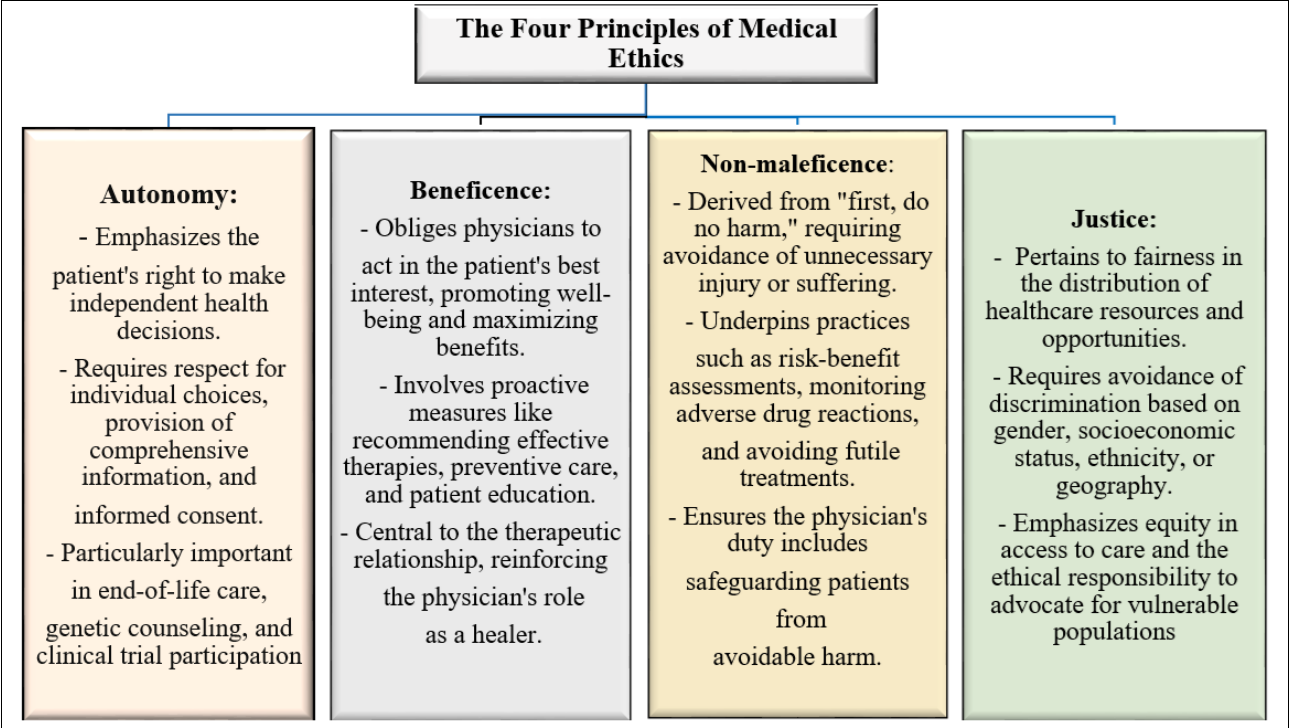 The Four Principles of Medical
Ethics
Autonomy:
- Emphasizes the
patient's right to make
independent health
decisions.
- Requires respect for
individual choices,
provision of
comprehensive
information, and
informed consent.
- Particularly important
in end-of-life care,
genetic counseling, and
clinical trial participation
Beneficence:
- Obliges physicians to
act in the patient's best
interest, promoting well-
being and maximizing
benefits.
- Involves proactive
measures like
recommending effective
therapies, preventive care,
and patient education.
- Central to the therapeutic
relationship, reinforcing
the physician's role
as a healer.
Non-maleficence:
- Derived from "first, do
no harm," requiring
avoidance of unnecessary
injury or suffering.
- Underpins practices
such as risk-benefit
assessments, monitoring
adverse drug reactions,
and avoiding futile
treatments.
- Ensures the physician's
duty includes
safeguarding patients
from
avoidable harm.
Justice:
- Pertains to fairness in
the distribution of
healthcare resources and
opportunities.
- Requires avoidance of
discrimination based on
gender, socioeconomic
status, ethnicity, or
geography.
- Emphasizes equity in
access to care and the
ethical responsibility to
advocate for vulnerable
populations